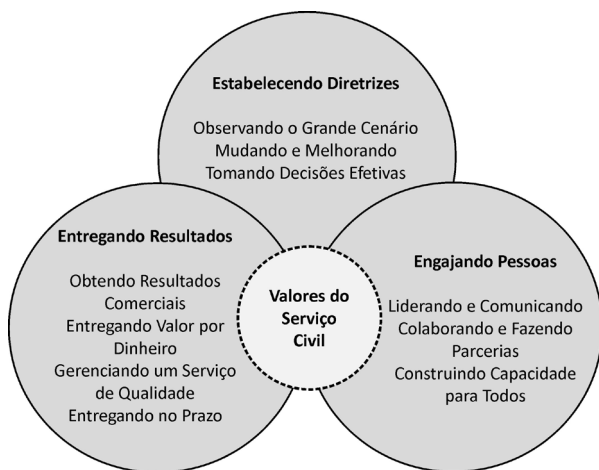 Estabelecendo Diretrizes
Observando o Grande Cenário
Mudando e Melhorando
Tomando Decisões Efetivas
Entregando Resultados
Obtendo Resultados
Comerciais
Entregando Valor por
Dinheiro
Gerenciando um Serviço
de Qualidade
Entregando no Prazo
Valores do
Serviço
Civil
Engajando Pessoas
Liderando e Comunicando
Colaborando e Fazendo
Parcerias
Construindo Capacidade
para Todos